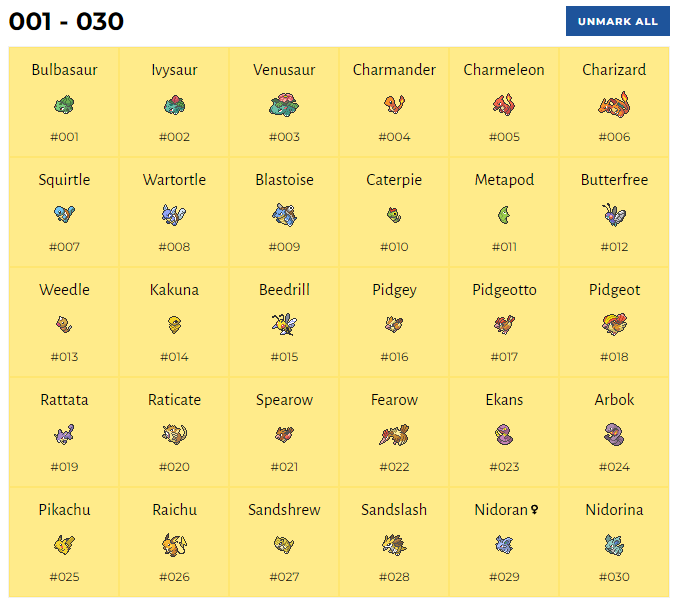 001 - 030
UNMARK ALL
Bulbasaur Ivysaur Venusaur Charmander Charmeleon Charizard
#001 #002 #003 #004 #005 #006
Squirtle Wartortle Blastoise Caterpie Metapod Butterfree
#007 #008 #009 #010 #011 #012
Weedle Kakuna Beedrill Pidgey Pidgeotto Pidgeot
#013 #014 #015 #016 #017 #018
Rattata Raticate Spearow Fearow Ekans Arbok
#019 #020 #021 #022 #023 #024
Pikachu Raichu Sandshrew Sandslash Nidoran♀ Nidorina
#025 #026 #027 #028 #029 #030